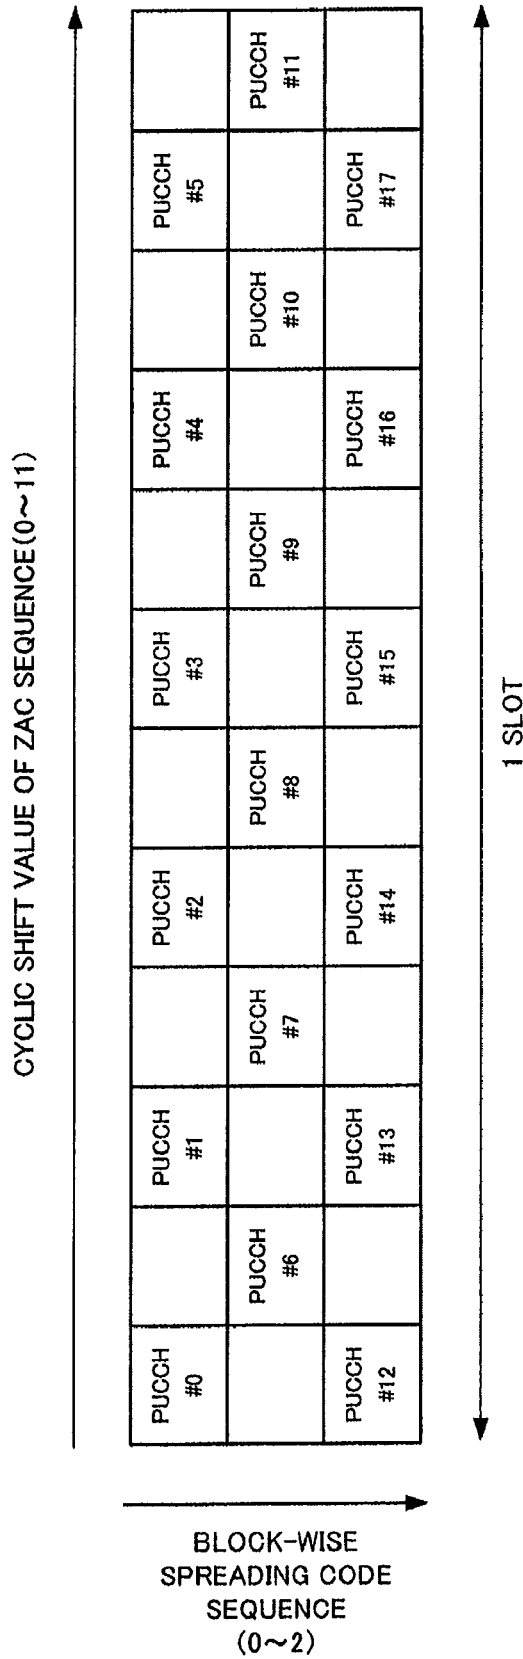 CYCLIC SHIFT VALUE OF ZAC SEQUENCE(0~11)
PUCCH
#0
PUCCH
#1
PUCCH
#2
PUCCH
#3
PUCCH
#4
PUCCH
#5
PUCCH
#6
PUCCH
#7
PUCCH
#8
PUCCH
#9
PUCCH
#10
PUCCH
#11
PUCCH
#12
PUCCH
#13
PUCCH
#14
PUCCH
#15
PUCCH
#16
PUCCH
#17
1 SLOT
BLOCK-WISE
SPREADING CODE
SEQUENCE
(0~2)